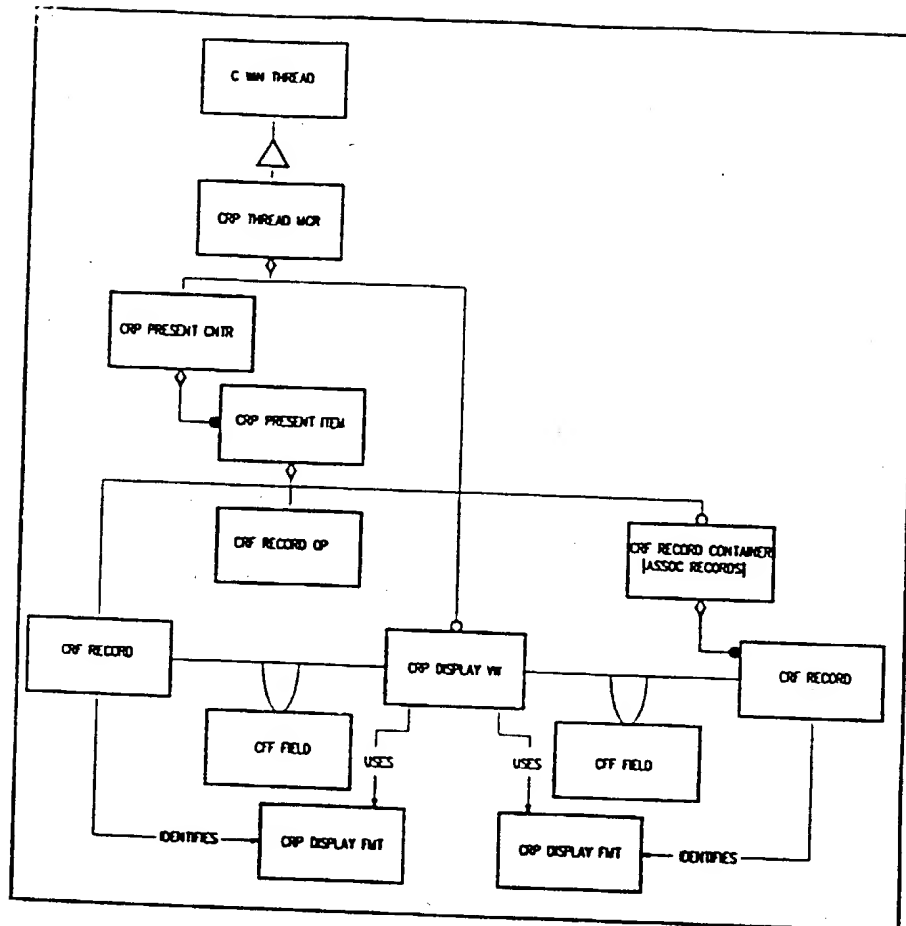 C WIN THREAD
CRP THREAD MGR
CRP PRESENT CNTR
CRP PRESENT ITEM
CRF RECORD OP
CRF RECORD CONTAINER
[ASSOC RECORDS]
CRF RECORD
CRP DISPLAY VW
CRF RECORD
CFF FIELD
CFF FIELD
USES
USES
CRP DISPLAY FMT
CRP DISPLAY FMT
IDENTIFIES
IDENTIFIES